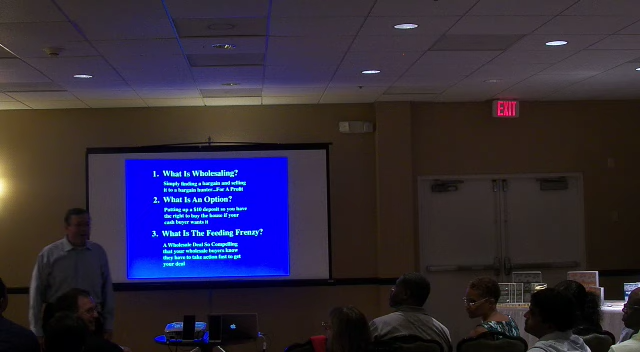 1. What Is Wholesaling?
Simply finding a bargain and selling
it to a bargain hunter...For A Profit
2. What Is An Option?
Putting up a $10 deposit so you have
the right to buy the house if your
cash buyer wants it
3. What Is The Feeding Frenzy?
A Wholesale Deal So Compelling
that your wholesale buyers know
they have to take action fast to get
your deal
EXIT